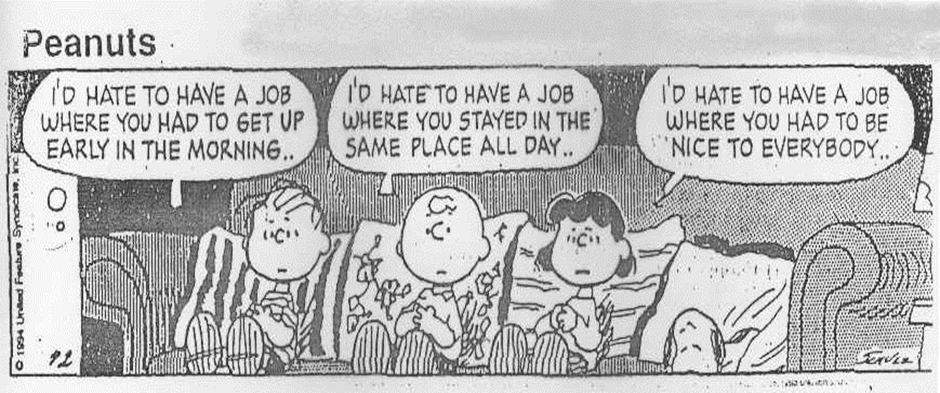 Peanuts
I'D HATE TO HAVE A JOB
WHERE YOU HAD TO GET UP
EARLY IN THE MORNING..
I'D HATE TO HAVE A JOB
WHERE YOU STAYED IN THE
SAME PLACE ALL DAY..
I'D HATE TO HAVE A JOB
WHERE YOU HAD TO BE
NICE TO EVERYBODY..
© 1994 United Feature Syndicate, Inc.
SCHULZ